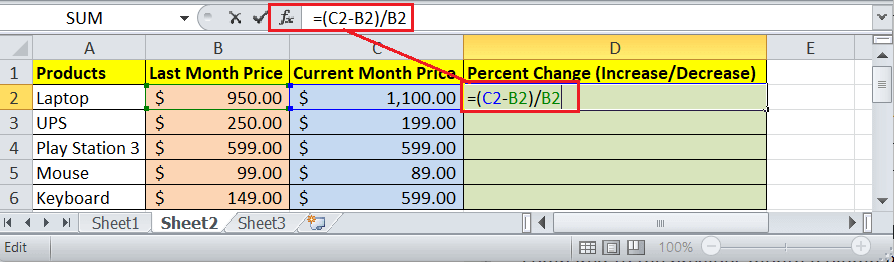 SUM fx =(C2-B2)/B2
A B C D E
1 Products Last Month Price Current Month Price Percent Change (Increase/Decrease)
2 Laptop $ 950.00 $ 1,100.00 =(C2-B2)/B2
3 UPS $ 250.00 $ 199.00
4 Play Station 3 $ 599.00 $ 599.00
5 Mouse $ 99.00 $ 89.00
6 Keyboard $ 149.00 $ 599.00
Sheet1 Sheet2 Sheet3
Edit 100%